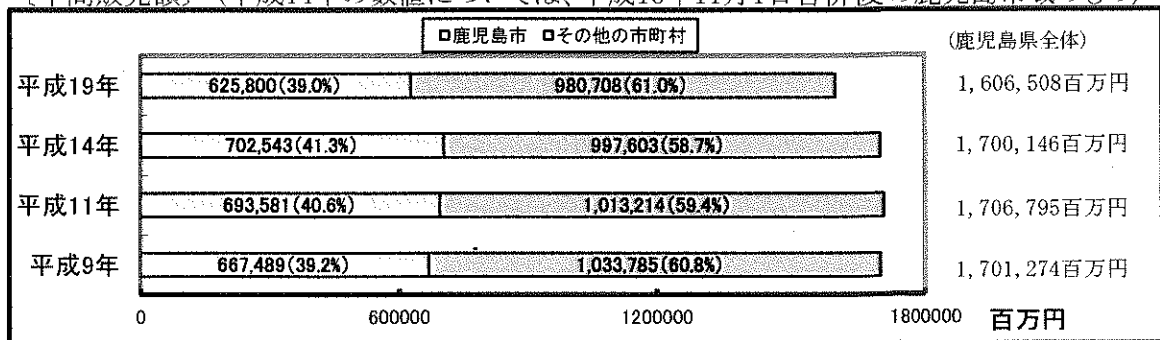 □鹿児島市 □その他の市町村
(鹿児島県全体)
平成19年 625,800(39.0%) 980,708(61.0%) 1,606,508百万円
平成14年 702,543(41.3%) 997,603(58.7%) 1,700,146百万円
平成11年 693,581(40.6%) 1,013,214(59.4%) 1,706,795百万円
平成9年 667,489(39.2%) 1,033,785(60.8%) 1,701,274百万円
0 600000 1200000 1800000 百万円